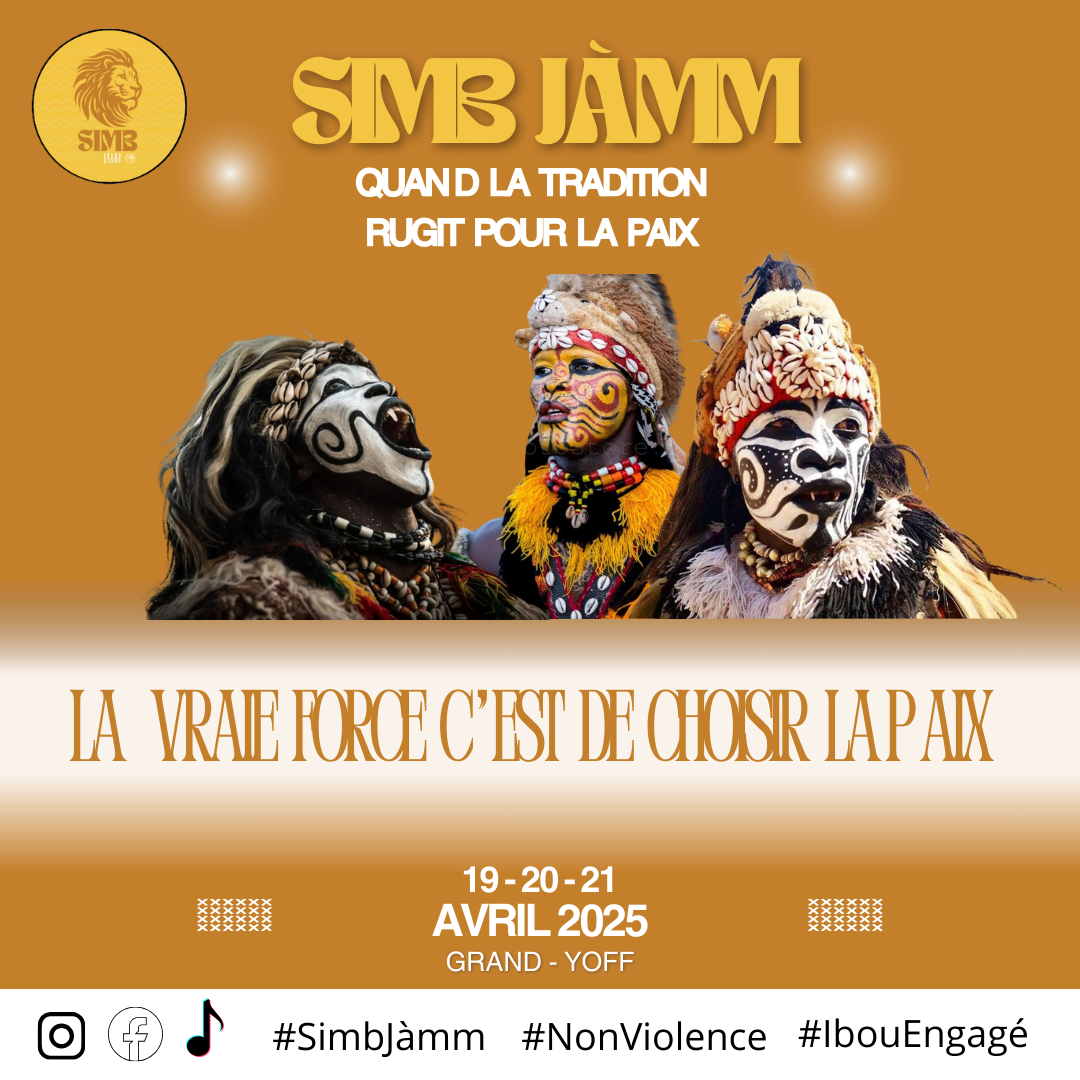 SIMB
SIMB JÀMM
QUAND LA TRADITION
RUGIT POUR LA PAIX
LA VRAIE FORCE C'EST DE CHOISIR LA PAIX
19 - 20 - 21
AVRIL 2025
GRAND - YOFF
#SimbJàmm #NonViolence #IbouEngagé